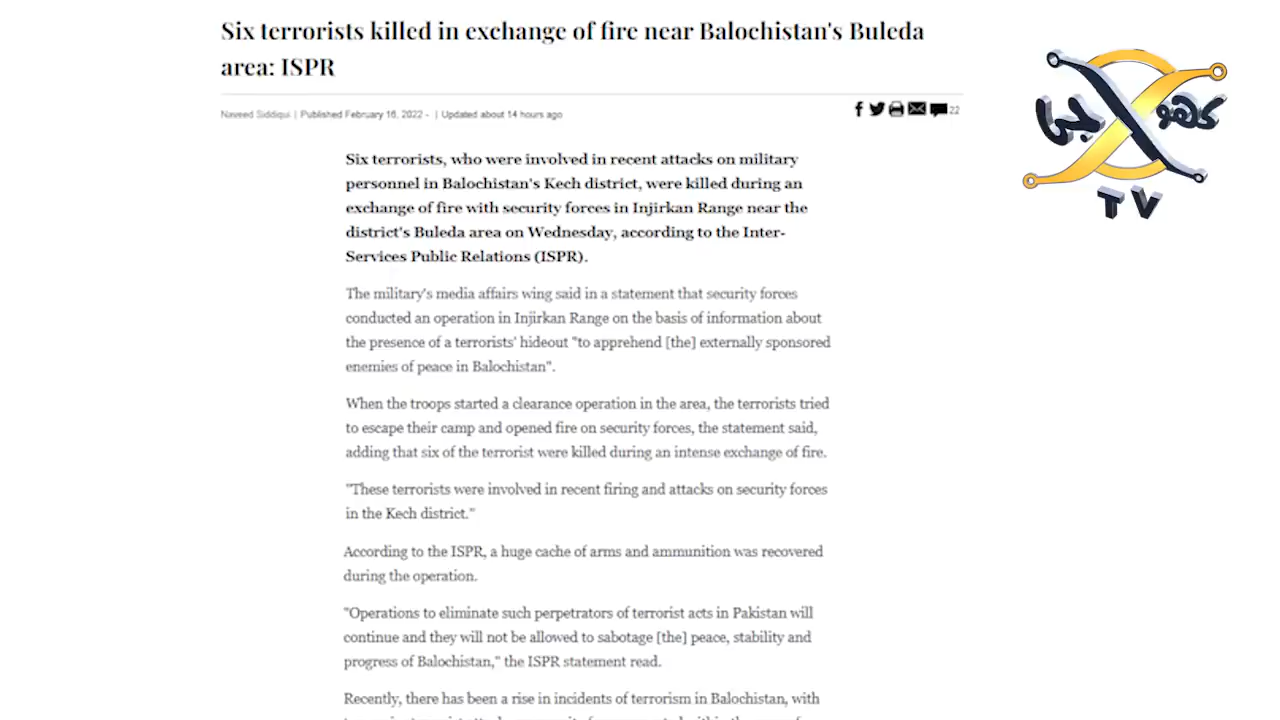 Six terrorists killed in exchange of fire near Balochistan's Buleda
area: ISPR
Naveed Siddiqui | Published February 16, 2022 - | Updated about 14 hours ago
22
کھوجی
TV
Six terrorists, who were involved in recent attacks on military
personnel in Balochistan's Kech district, were killed during an
exchange of fire with security forces in Injirkan Range near the
district's Buleda area on Wednesday, according to the Inter-
Services Public Relations (ISPR).
The military's media affairs wing said in a statement that security forces
conducted an operation in Injirkan Range on the basis of information about
the presence of a terrorists' hideout "to apprehend [the] externally sponsored
enemies of peace in Balochistan".
When the troops started a clearance operation in the area, the terrorists tried
to escape their camp and opened fire on security forces, the statement said,
adding that six of the terrorist were killed during an intense exchange of fire.
"These terrorists were involved in recent firing and attacks on security forces
in the Kech district."
According to the ISPR, a huge cache of arms and ammunition was recovered
during the operation.
"Operations to eliminate such perpetrators of terrorist acts in Pakistan will
continue and they will not be allowed to sabotage [the] peace, stability and
progress of Balochistan," the ISPR statement read.
Recently, there has been a rise in incidents of terrorism in Balochistan, with